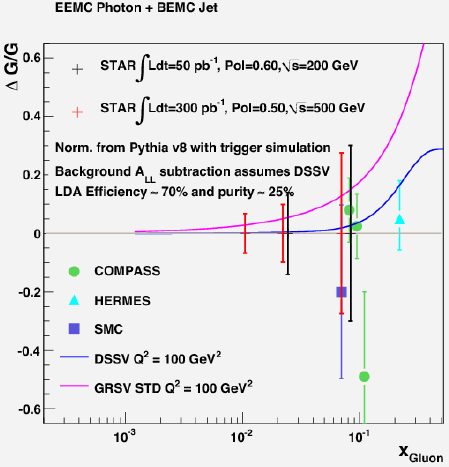 EEMC Photon + BEMC Jet
Δ G/G
0.6
0.4
0.2
0
-0.2
-0.4
-0.6
STAR ∫Ldt=50 pb⁻¹, Pol=0.60,√s=200 GeV
STAR ∫Ldt=300 pb⁻¹, Pol=0.50,√s=500 GeV
Norm. from Pythia v8 with trigger simulation
Background A_LL subtraction assumes DSSV
LDA Efficiency ~ 70% and purity ~ 25%
COMPASS
HERMES
SMC
DSSV Q² = 100 GeV²
GRSV STD Q² = 100 GeV²
10⁻³ 10⁻² 10⁻¹
x_Gluon